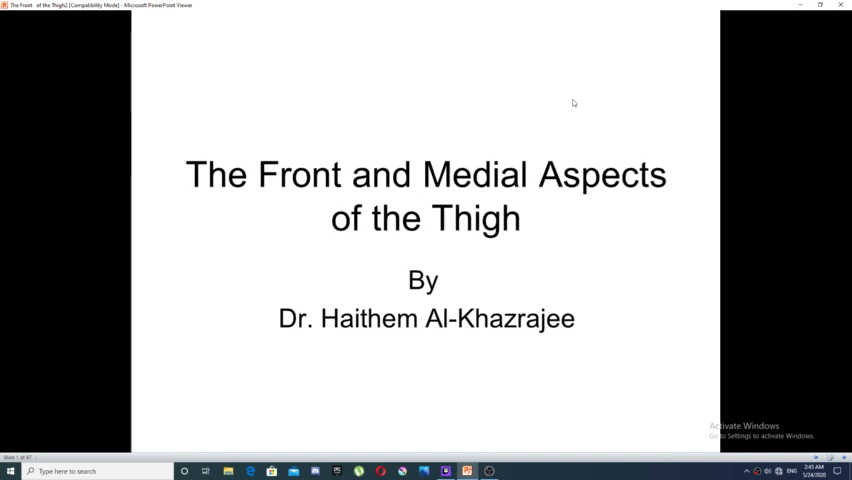 The Front   of the Thigh2 [Compatibility Mode] - Microsoft PowerPoint Viewer
The Front and Medial Aspects
of the Thigh
By
Dr. Haithem Al-Khazrajee
Activate Windows
Go to Settings to activate Windows.
Slide 1 of 67
Type here to search
ENG
2:45 AM
5/24/2020